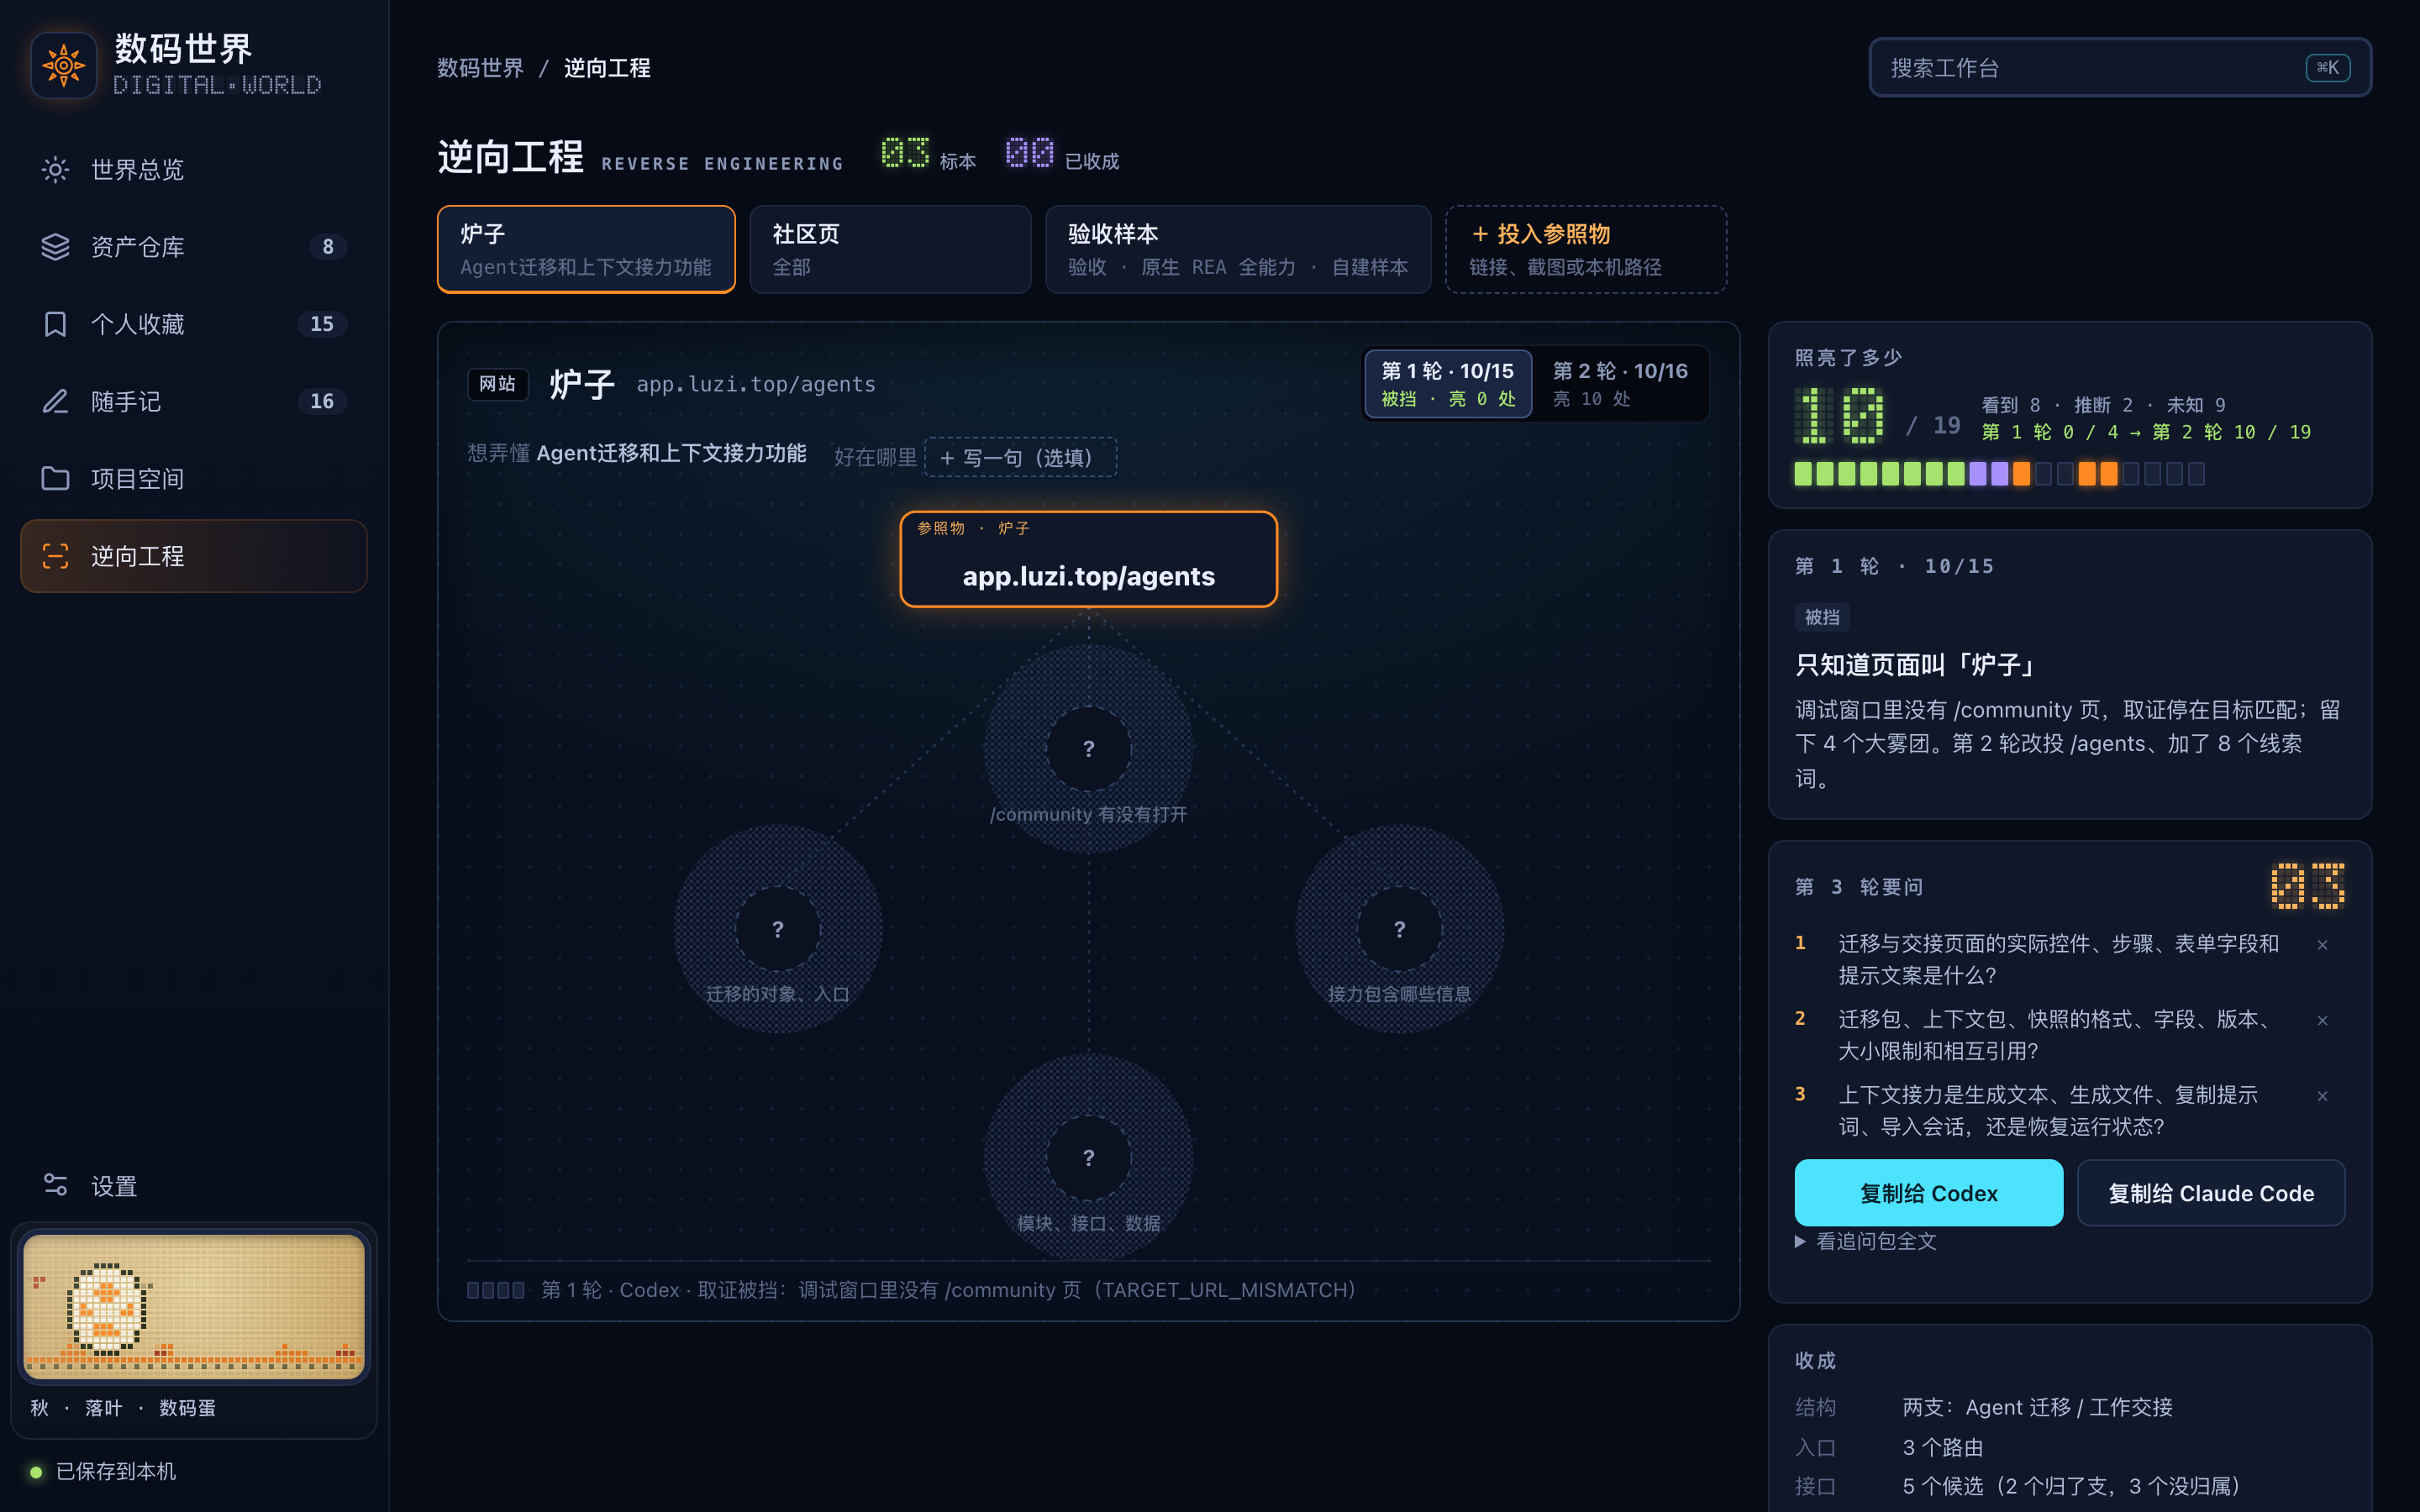 数码世界
DIGITAL·WORLD
世界总览
资产仓库 8
个人收藏 15
随手记 16
项目空间
逆向工程
设置
秋 · 落叶 · 数码蛋
已保存到本机
数码世界 / 逆向工程
搜索工作台 ⌘K
逆向工程 REVERSE ENGINEERING 03 标本 00 已收成
炉子
Agent迁移和上下文接力功能
社区页
全部
验收样本
验收 · 原生 REA 全能力 · 自建样本
+ 投入参照物
链接、截图或本机路径
网站 炉子 app.luzi.top/agents
第 1 轮 · 10/15
被挡 · 亮 0 处
第 2 轮 · 10/16
亮 10 处
想弄懂 Agent迁移和上下文接力功能 好在哪里 + 写一句（选填）
参照物 · 炉子
app.luzi.top/agents
?
/community 有没有打开
?
迁移的对象、入口
?
接力包含哪些信息
?
模块、接口、数据
第 1 轮 · Codex · 取证被挡：调试窗口里没有 /community 页（TARGET_URL_MISMATCH）
照亮了多少
10 / 19
看到 8 · 推断 2 · 未知 9
第 1 轮 0 / 4 → 第 2 轮 10 / 19
第 1 轮 · 10/15
被挡
只知道页面叫「炉子」
调试窗口里没有 /community 页，取证停在目标匹配；留
下 4 个大雾团。第 2 轮改投 /agents、加了 8 个线索
词。
第 3 轮要问 03
1 迁移与交接页面的实际控件、步骤、表单字段和 ×
提示文案是什么？
2 迁移包、上下文包、快照的格式、字段、版本、 ×
大小限制和相互引用？
3 上下文接力是生成文本、生成文件、复制提示 ×
词、导入会话，还是恢复运行状态？
复制给 Codex
复制给 Claude Code
▶ 看追问包全文
收成
结构 两支：Agent 迁移 / 工作交接
入口 3 个路由
接口 5 个候选（2 个归了支，3 个没归属）